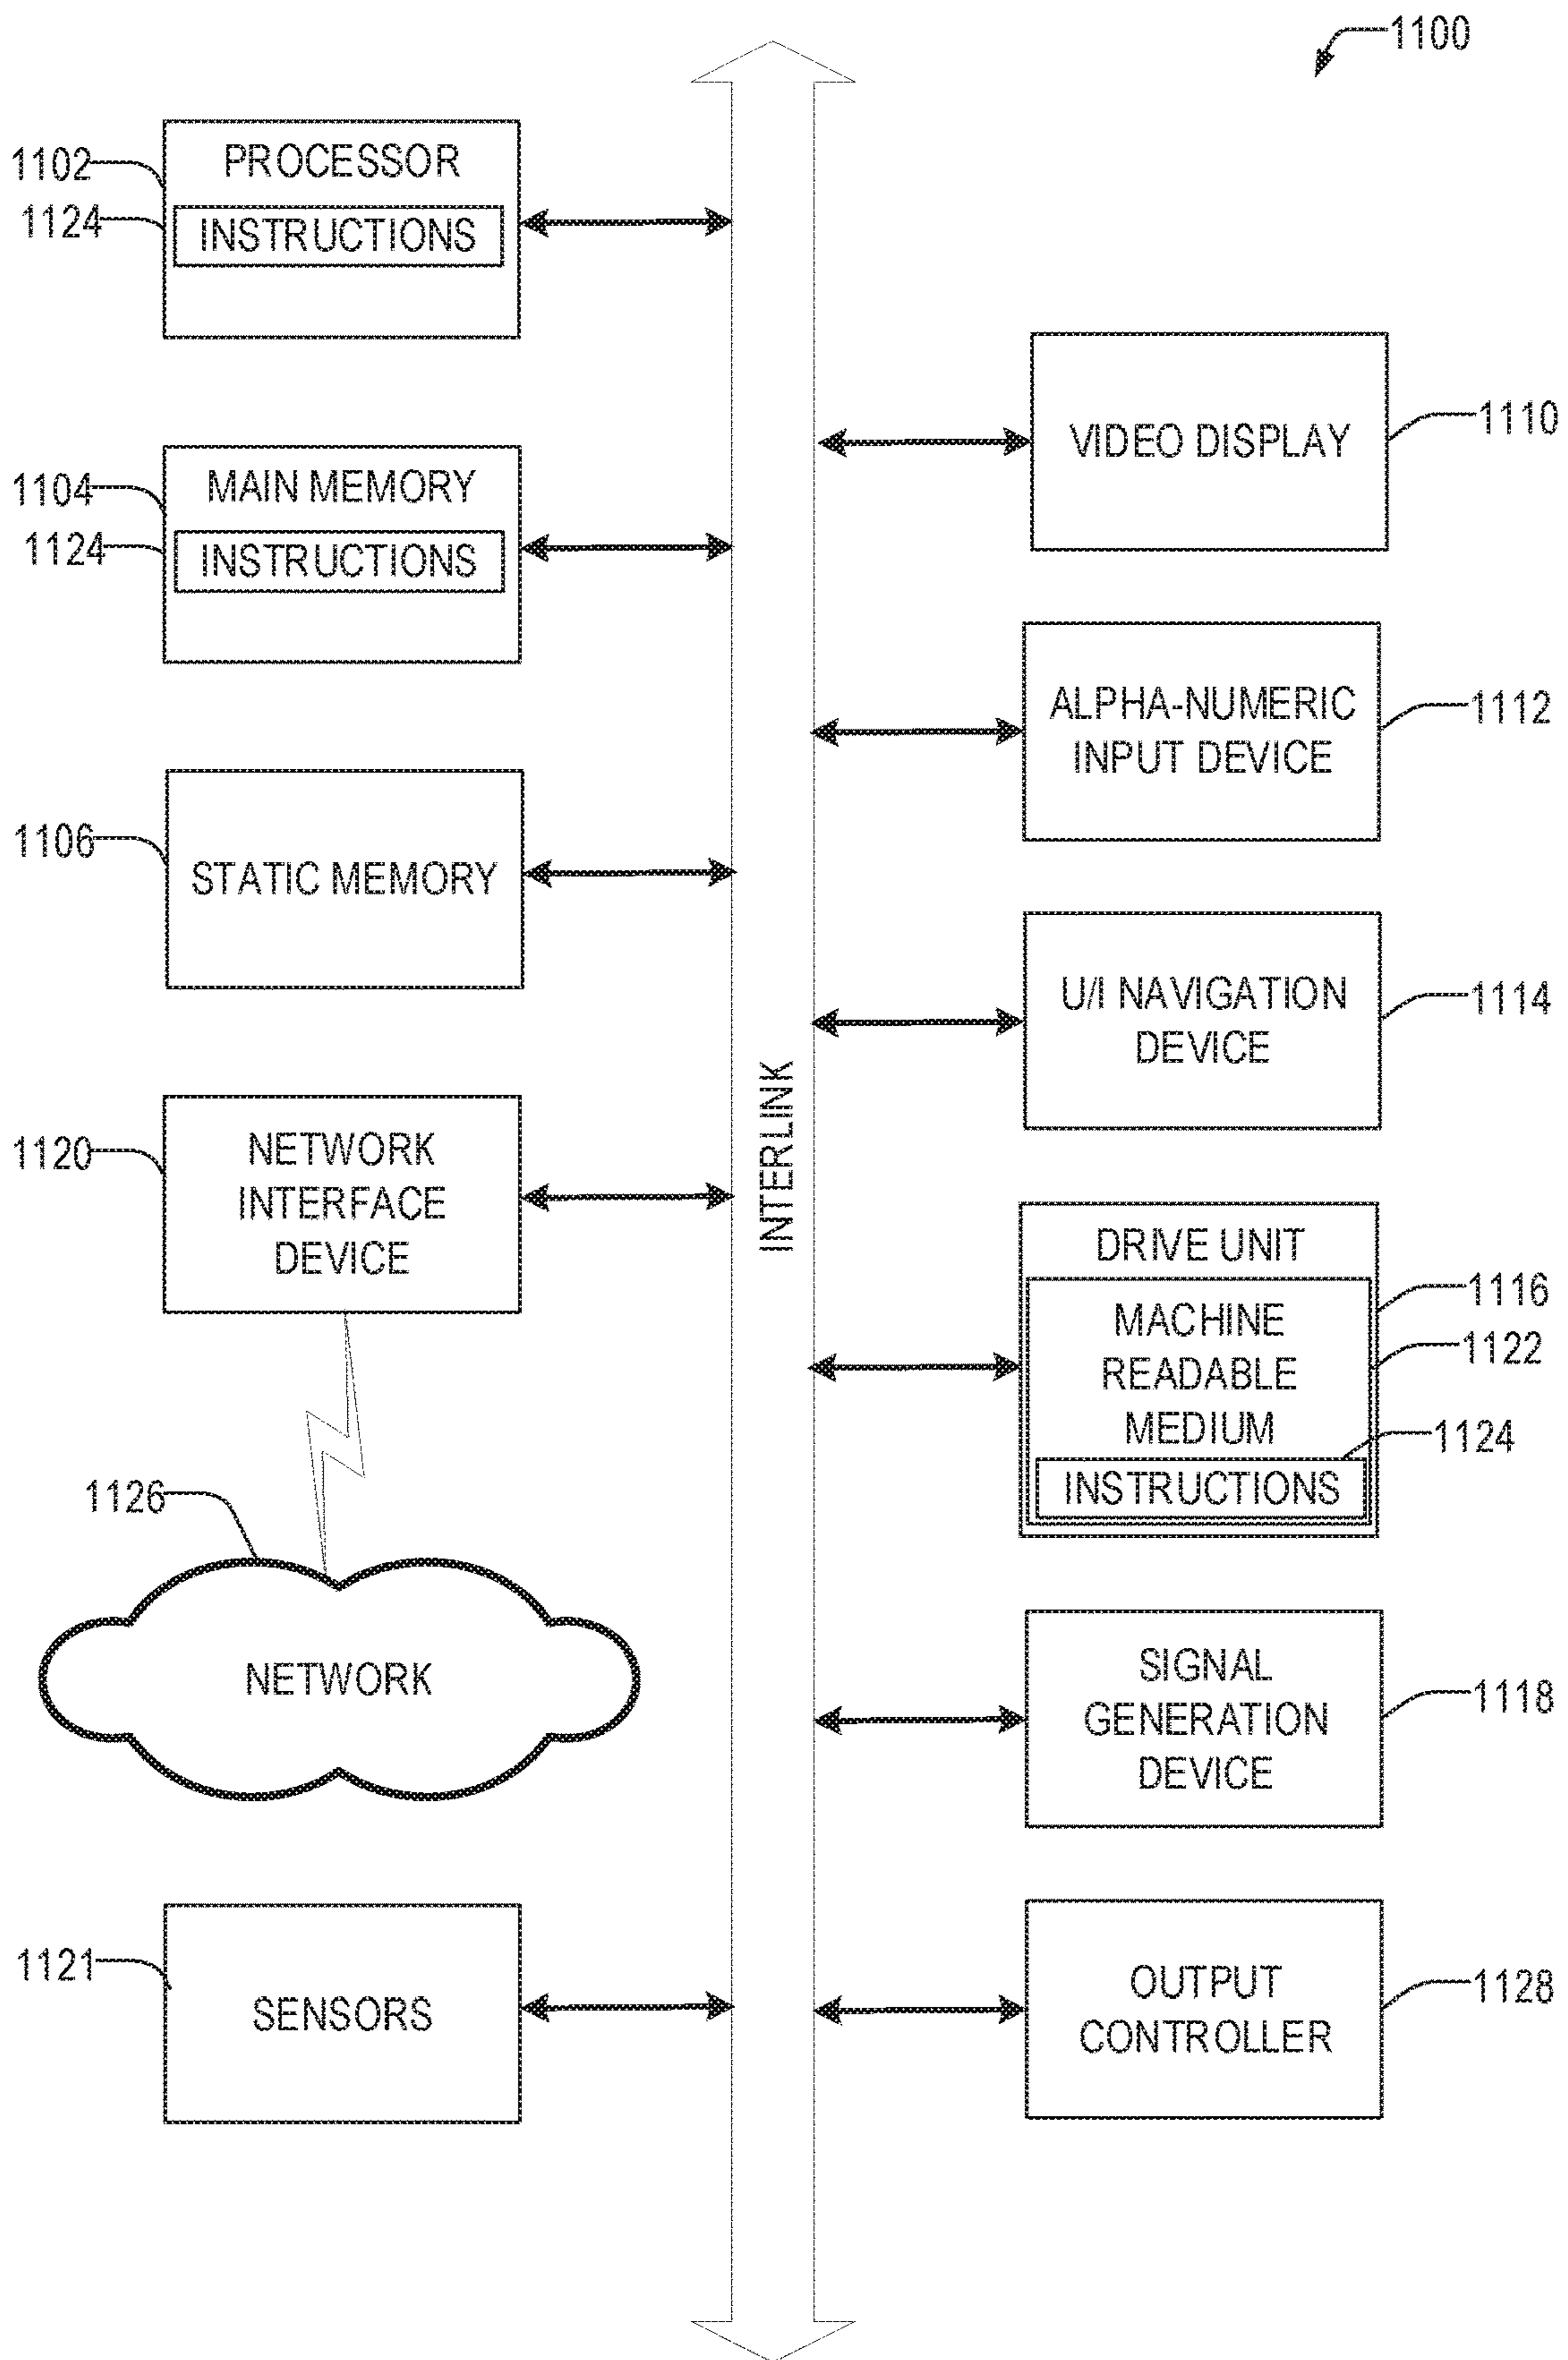 1100
1102
PROCESSOR
1124
INSTRUCTIONS
1104
MAIN MEMORY
1124
INSTRUCTIONS
1106
STATIC MEMORY
1120
NETWORK
INTERFACE
DEVICE
1126
NETWORK
1121
SENSORS
INTERLINK
VIDEO DISPLAY
1110
ALPHA-NUMERIC
INPUT DEVICE
1112
U/I NAVIGATION
DEVICE
1114
DRIVE UNIT
1116
MACHINE
READABLE
MEDIUM
1122
1124
INSTRUCTIONS
SIGNAL
GENERATION
DEVICE
1118
OUTPUT
CONTROLLER
1128